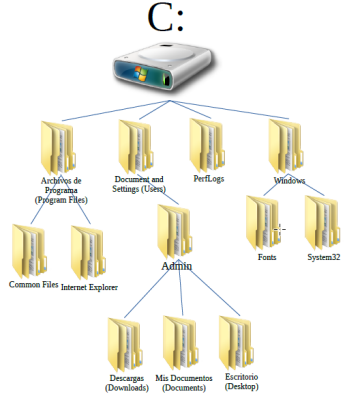 C:
Archivos de
Programa
(Program Files)
Document and
Settings (Users)
PerfLogs
Windows
Common Files
Internet Explorer
Admin
Fonts
System32
Descargas
(Downloads)
Mis Documentos
(Documents)
Escritorio
(Desktop)